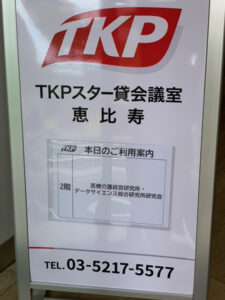 TKP
TKPスター貸会議室
恵比寿
TKP 本日のご利用案内
2階
医療介護経営研究所・
データサイエンス総合研究所研究会
TEL.03-5217-5577